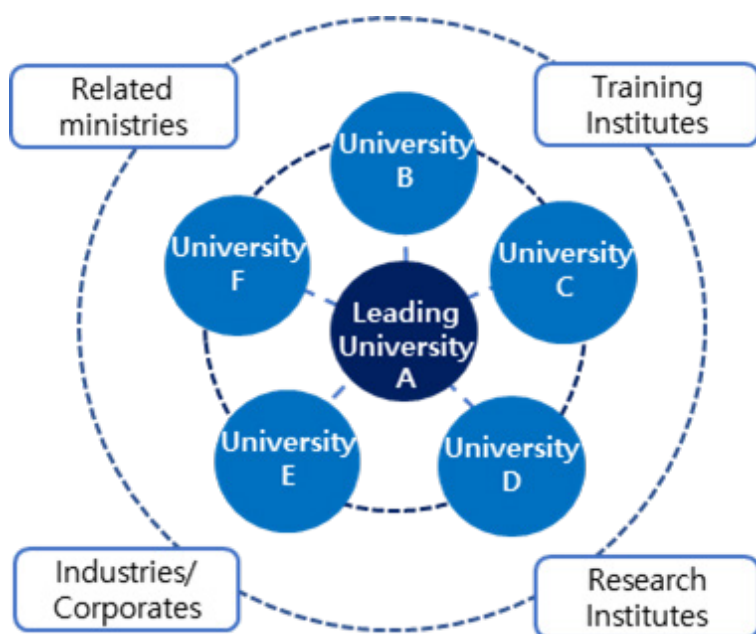 Related
ministries
Training
Institutes
University
B
University
F
University
C
Leading
University
A
University
E
University
D
Industries/
Corporates
Research
Institutes